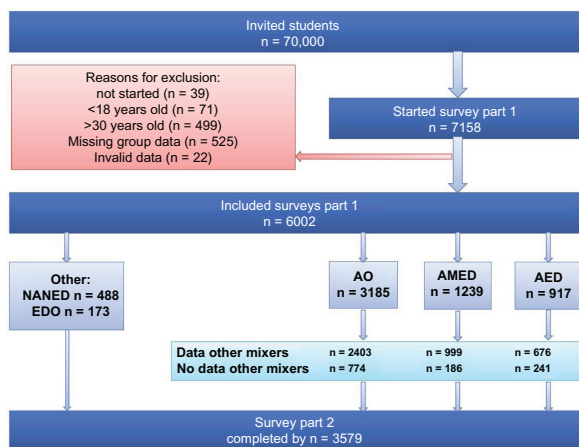 Invited students
n = 70,000
Reasons for exclusion:
not started (n = 39)
<18 years old (n = 71)
>30 years old (n = 499)
Missing group data (n = 525)
Invalid data (n = 22)
Started survey part 1
n = 7158
Included surveys part 1
n = 6002
Other:
NANED n = 488
EDO n = 173
AO
n = 3185
AMED
n = 1239
AED
n = 917
Data other mixers n = 2403 n = 999 n = 676
No data other mixers n = 774 n = 186 n = 241
Survey part 2
completed by n = 3579